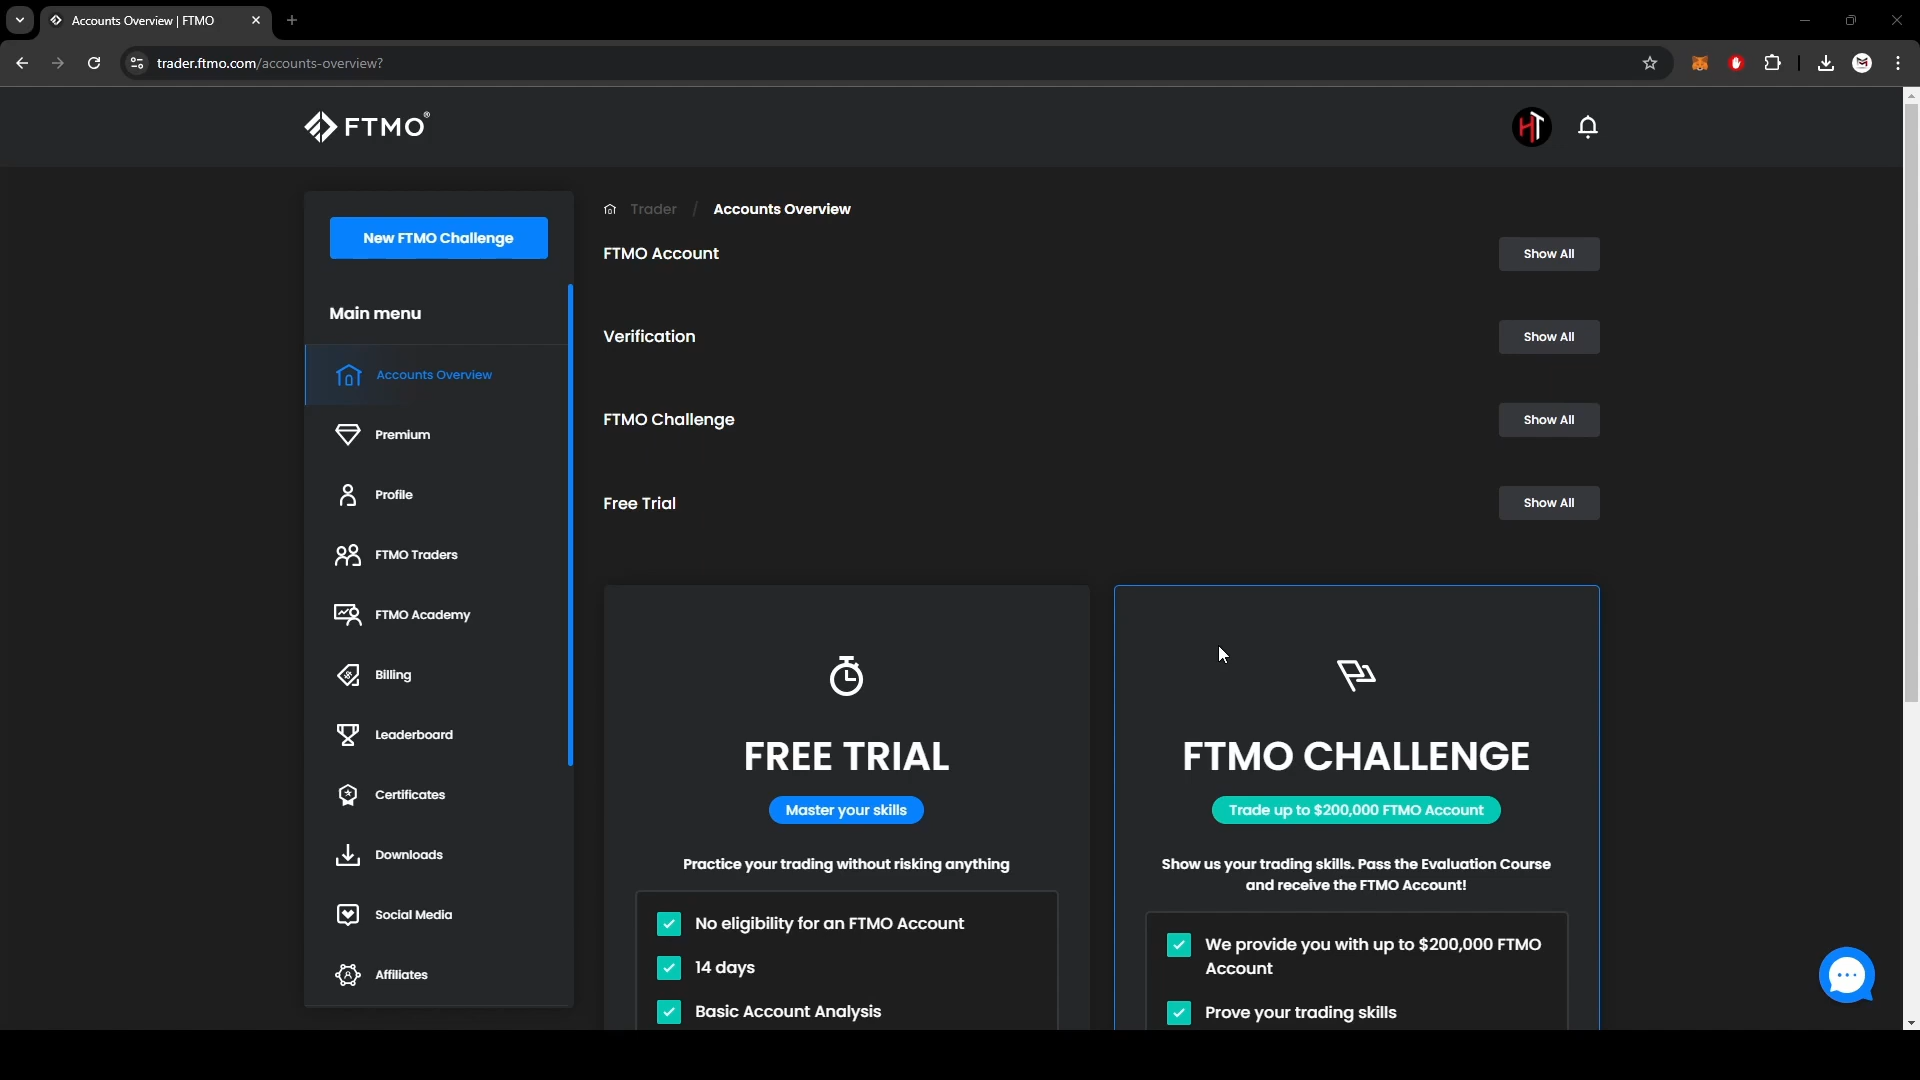 Accounts Overview | FTMO
trader.ftmo.com/accounts-overview?
FTMO®
HT
New FTMO Challenge
Main menu
Accounts Overview
Premium
Profile
FTMO Traders
FTMO Academy
Billing
Leaderboard
Certificates
Downloads
Social Media
Affiliates
Trader / Accounts Overview
FTMO Account
Show All
Verification
Show All
FTMO Challenge
Show All
Free Trial
Show All
FREE TRIAL
Master your skills
Practice your trading without risking anything
No eligibility for an FTMO Account
14 days
Basic Account Analysis
FTMO CHALLENGE
Trade up to $200,000 FTMO Account
Show us your trading skills. Pass the Evaluation Course
and receive the FTMO Account!
We provide you with up to $200,000 FTMO
Account
Prove your trading skills